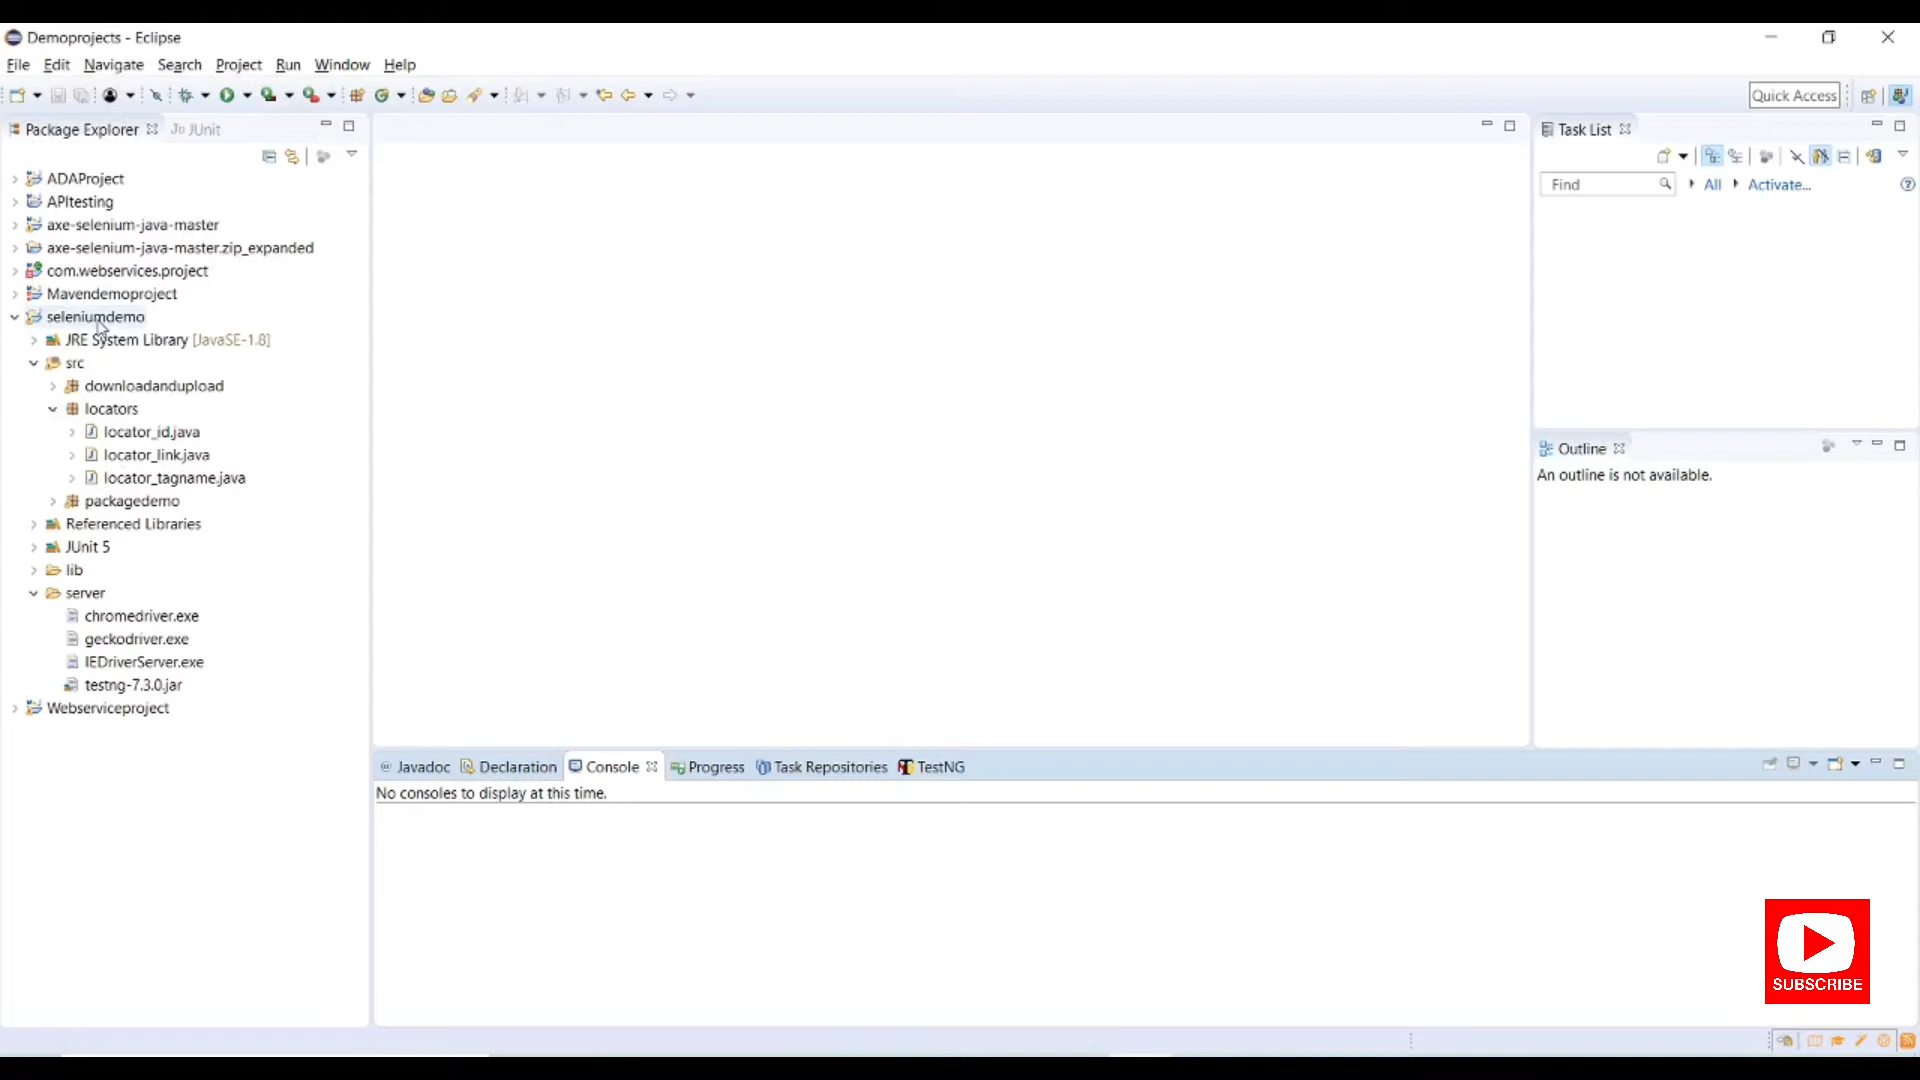 Demoprojects - Eclipse
File Edit Navigate Search Project Run Window Help
Quick Access
Package Explorer JUnit
ADAProject
APItesting
axe-selenium-java-master
axe-selenium-java-master.zip_expanded
com.webservices.project
Mavendemoproject
seleniumdemo
JRE System Library [JavaSE-1.8]
src
downloadandupload
locators
locator_id.java
locator_link.java
locator_tagname.java
packagedemo
Referenced Libraries
JUnit 5
lib
server
chromedriver.exe
geckodriver.exe
IEDriverServer.exe
testng-7.3.0.jar
Webserviceproject
Task List
Find All Activate...
Outline
An outline is not available.
@ Javadoc Declaration Console Progress Task Repositories TestNG
No consoles to display at this time.
SUBSCRIBE